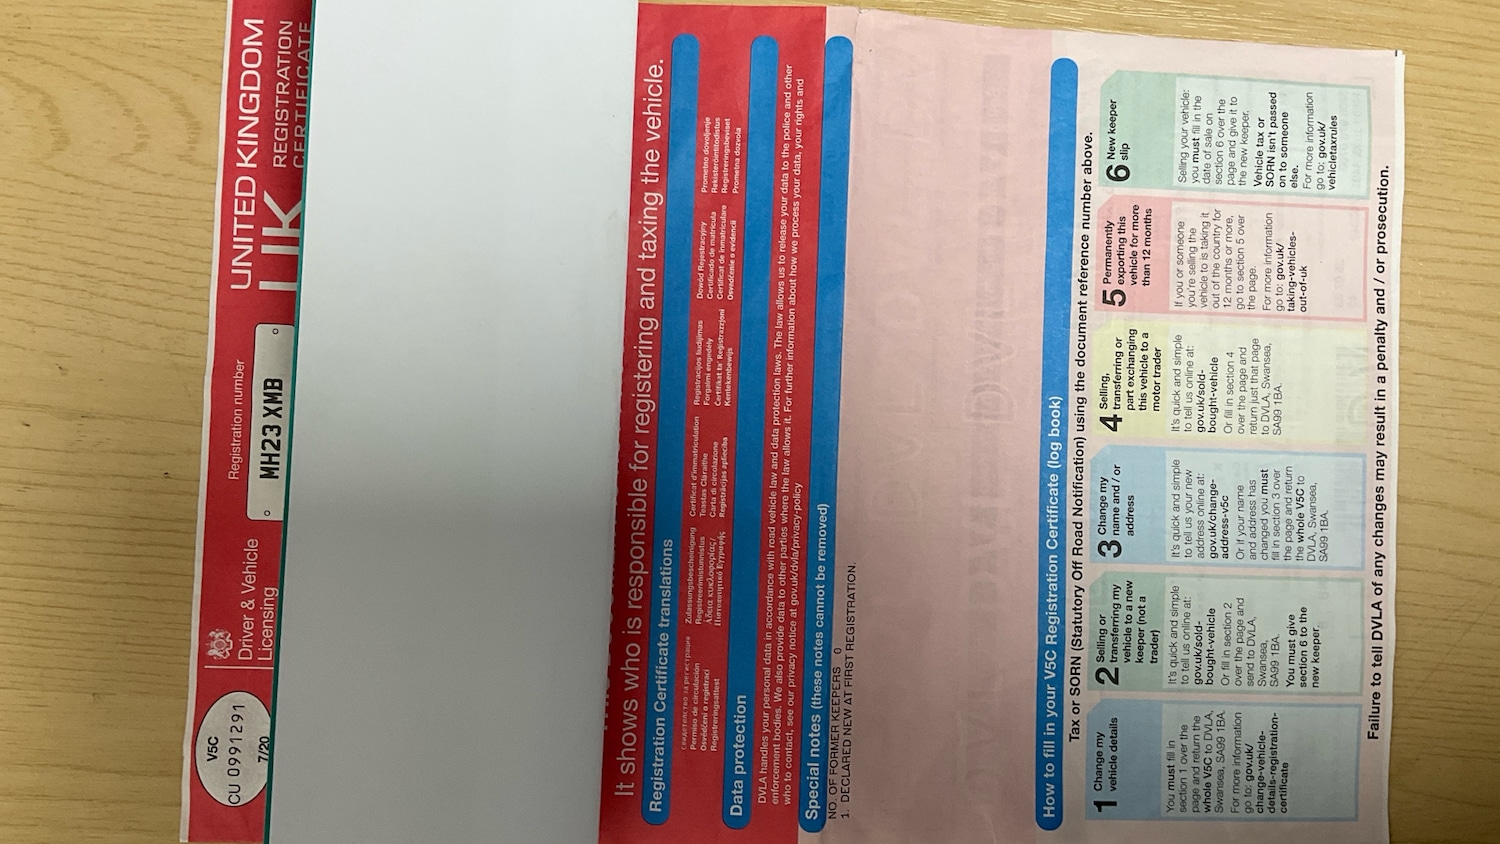 V5C
CU 0991291
7/20
Driver & Vehicle
Licensing
Registration number
MH23 XMB
UNITED KINGDOM
UK
REGISTRATION
CERTIFICATE
It shows who is responsible for registering and taxing the vehicle.
Registration Certificate translations
Permiso de circulación
Osvědčení o registraci
Registreringsattest
Zulassungsbescheinigung
Registreerimistunnistus
Άδεια κυκλοφορίας /
Πιστοποιητικό Εγγραφής
Certificat d'immatriculation
Teastas Cláraithe
Carta di circolazione
Reģistrācijas apliecība
Registracijos liudijimas
Forgalmi engedély
Ċertifikat ta' Reġistrazzjoni
Kentekenbewijs
Dowód Rejestracyjny
Certificado de matrícula
Certificat de înmatriculare
Osvedčenie o evidencii
Prometno dovoljenje
Rekisteröintitodistus
Registreringsbeviset
Prometna dozvola
Data protection
DVLA handles your personal data in accordance with road vehicle law and data protection laws. The law allows us to release your data to the police and other
enforcement bodies. We also provide data to other parties where the law allows it. For further information about how we process your data, your rights and
who to contact, see our privacy notice at gov.uk/dvla/privacy-policy
Special notes (these notes cannot be removed)
NO. OF FORMER KEEPERS 0
1. DECLARED NEW AT FIRST REGISTRATION.
How to fill in your V5C Registration Certificate (log book)
Tax or SORN (Statutory Off Road Notification) using the document reference number above.
1 Change my
vehicle details
You must fill in
section 1 over the
page and return the
whole V5C to DVLA,
Swansea, SA99 1BA.
For more information
go to: gov.uk/
change-vehicle-
details-registration-
certificate
2 Selling or
transferring my
vehicle to a new
keeper (not a
trader)
It's quick and simple
to tell us online at:
gov.uk/sold-
bought-vehicle
Or fill in section 2
over the page and
send to DVLA,
Swansea,
SA99 1BA.
You must give
section 6 to the
new keeper.
3 Change my
name and / or
address
It's quick and simple
to tell us your new
address online at:
gov.uk/change-
address-v5c
Or if your name
and address has
changed you must
fill in section 3 over
the page and return
the whole V5C to
DVLA, Swansea,
SA99 1BA.
4 Selling,
transferring or
part exchanging
this vehicle to a
motor trader
It's quick and simple
to tell us online at:
gov.uk/sold-
bought-vehicle
Or fill in section 4
over the page and
return just that page
to DVLA, Swansea,
SA99 1BA.
5 Permanently
exporting this
vehicle for more
than 12 months
If you or someone
you're selling the
vehicle to is taking it
out of the country for
12 months or more,
go to section 5 over
the page.
For more information
go to: gov.uk/
taking-vehicles-
out-of-uk
6 New keeper
slip
Selling your vehicle:
you must fill in the
date of sale on
section 6 over the
page and give it to
the new keeper.
Vehicle tax or
SORN isn't passed
on to someone
else.
For more information
go to: gov.uk/
vehicletaxrules
Failure to tell DVLA of any changes may result in a penalty and / or prosecution.